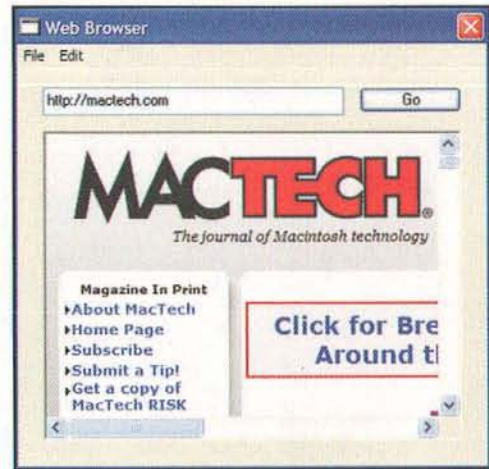 Web Browser
File Edit
http://mactech.com Go
MACTECH®
The journal of Macintosh technology
Magazine In Print
About MacTech
Home Page
Subscribe
Submit a Tip!
Get a copy of
MacTech RISK
Click for Bre
Around t